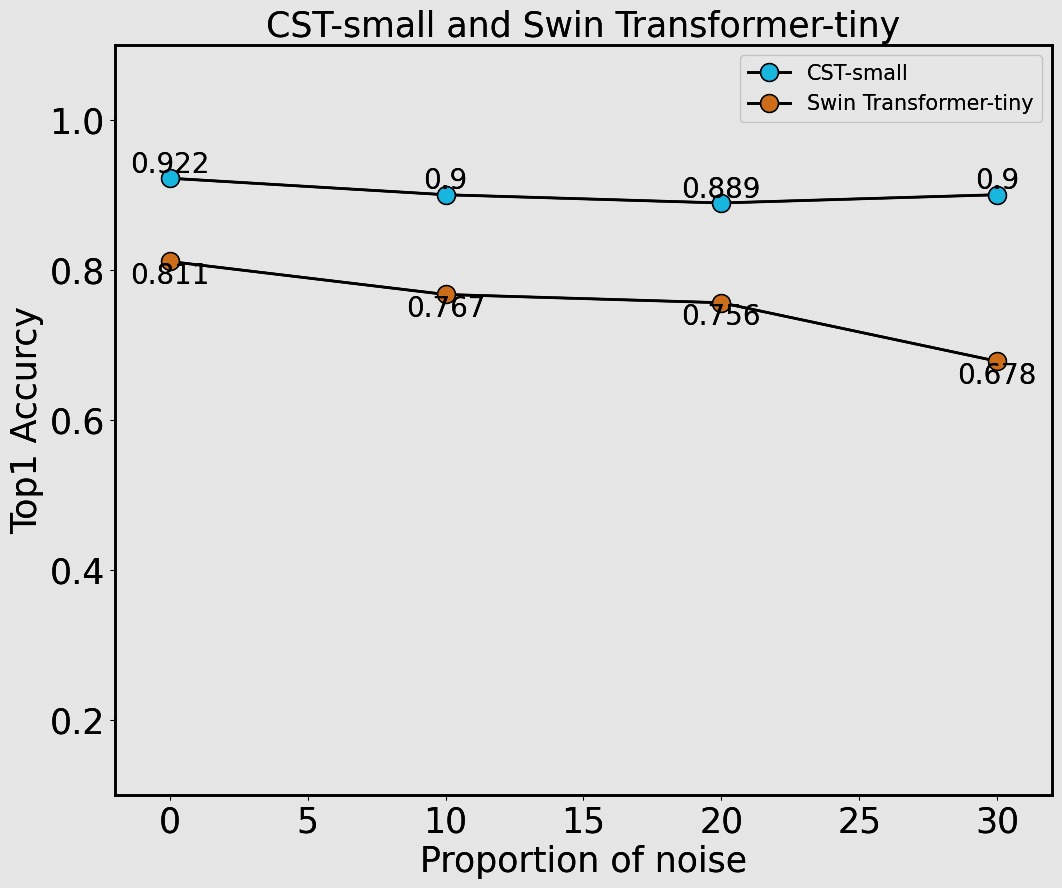 CST-small and Swin Transformer-tiny
CST-small
Swin Transformer-tiny
1.0
0.8
0.6
0.4
0.2
Top1 Accurcy
0.922
0.9
0.889
0.9
0.811
0.767
0.756
0.678
0 5 10 15 20 25 30
Proportion of noise